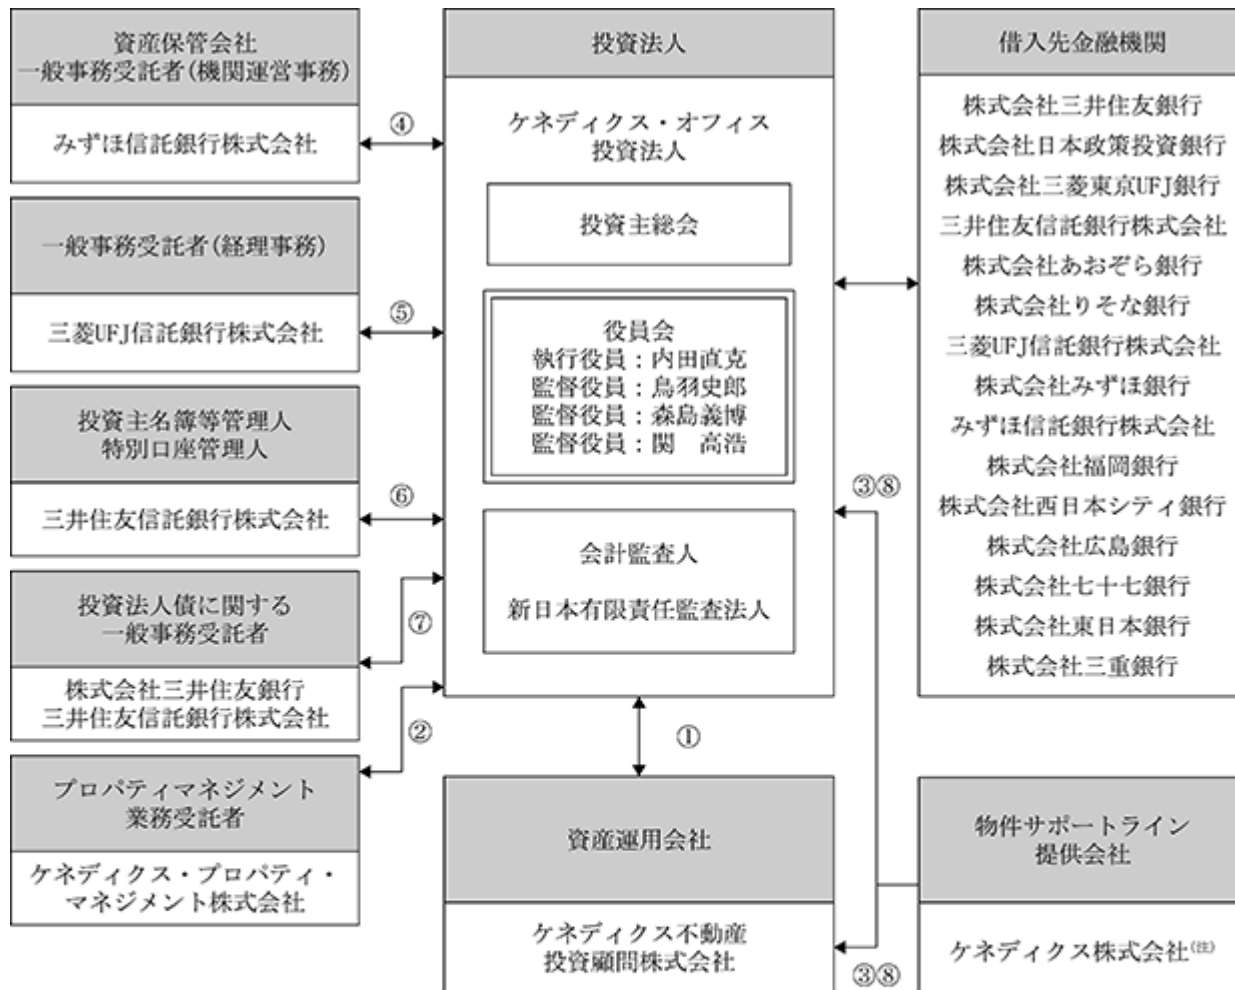 資産保管会社
一般事務受託者(機関運営事務)
みずほ信託銀行株式会社
④
一般事務受託者(経理事務)
三菱UFJ信託銀行株式会社
⑤
投資主名簿等管理人
特別口座管理人
三井住友信託銀行株式会社
⑥
投資法人債に関する
一般事務受託者
株式会社三井住友銀行
三井住友信託銀行株式会社
⑦
プロパティマネジメント
業務受託者
ケネディクス・プロパティ・
マネジメント株式会社
②
投資法人
ケネディクス・オフィス
投資法人
投資主総会
役員会
執行役員：内田直克
監督役員：鳥羽史郎
監督役員：森島義博
監督役員：関　高浩
会計監査人
新日本有限責任監査法人
①
資産運用会社
ケネディクス不動産
投資顧問株式会社
③⑧
③⑧
借入先金融機関
株式会社三井住友銀行
株式会社日本政策投資銀行
株式会社三菱東京UFJ銀行
三井住友信託銀行株式会社
株式会社あおぞら銀行
株式会社りそな銀行
三菱UFJ信託銀行株式会社
株式会社みずほ銀行
みずほ信託銀行株式会社
株式会社福岡銀行
株式会社西日本シティ銀行
株式会社広島銀行
株式会社七十七銀行
株式会社東日本銀行
株式会社三重銀行
物件サポートライン
提供会社
ケネディクス株式会社(注)